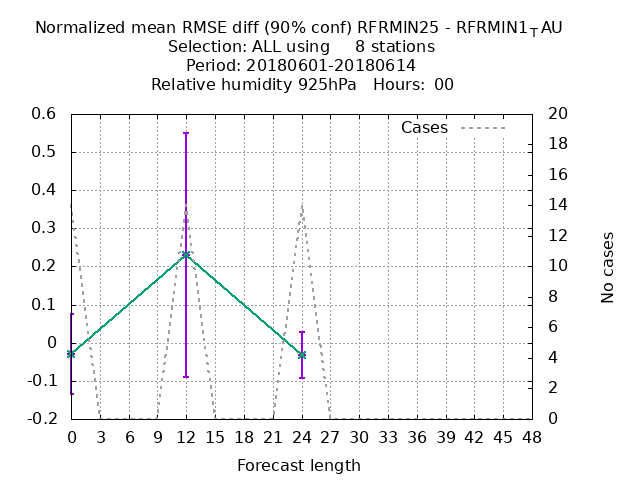 Normalized mean RMSE diff (90% conf) RFRMIN25 - RFRMIN1TAU
Selection: ALL using 8 stations
Period: 20180601-20180614
Relative humidity 925hPa Hours: 00
Cases
0.6
0.5
0.4
0.3
0.2
0.1
0
-0.1
-0.2
20
18
16
14
12
10
8
6
4
2
0
No cases
0 3 6 9 12 15 18 21 24 27 30 33 36 39 42 45 48
Forecast length